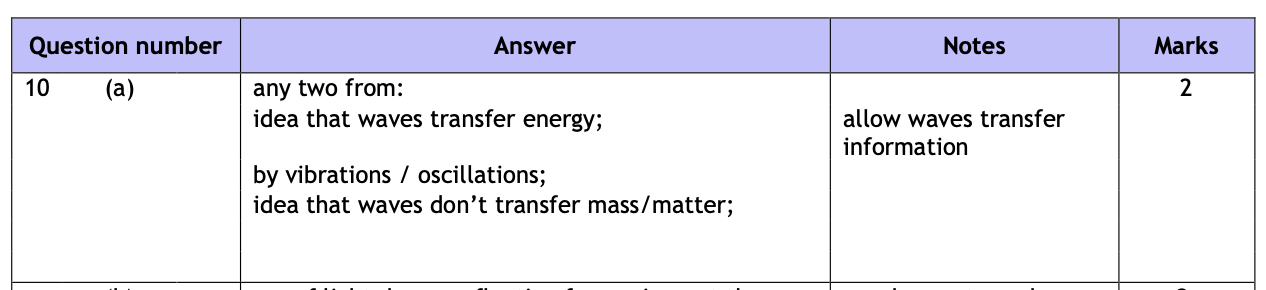 Question number Answer Notes Marks
10 (a) any two from: 2
idea that waves transfer energy; allow waves transfer
information
by vibrations / oscillations;
idea that waves don't transfer mass/matter;